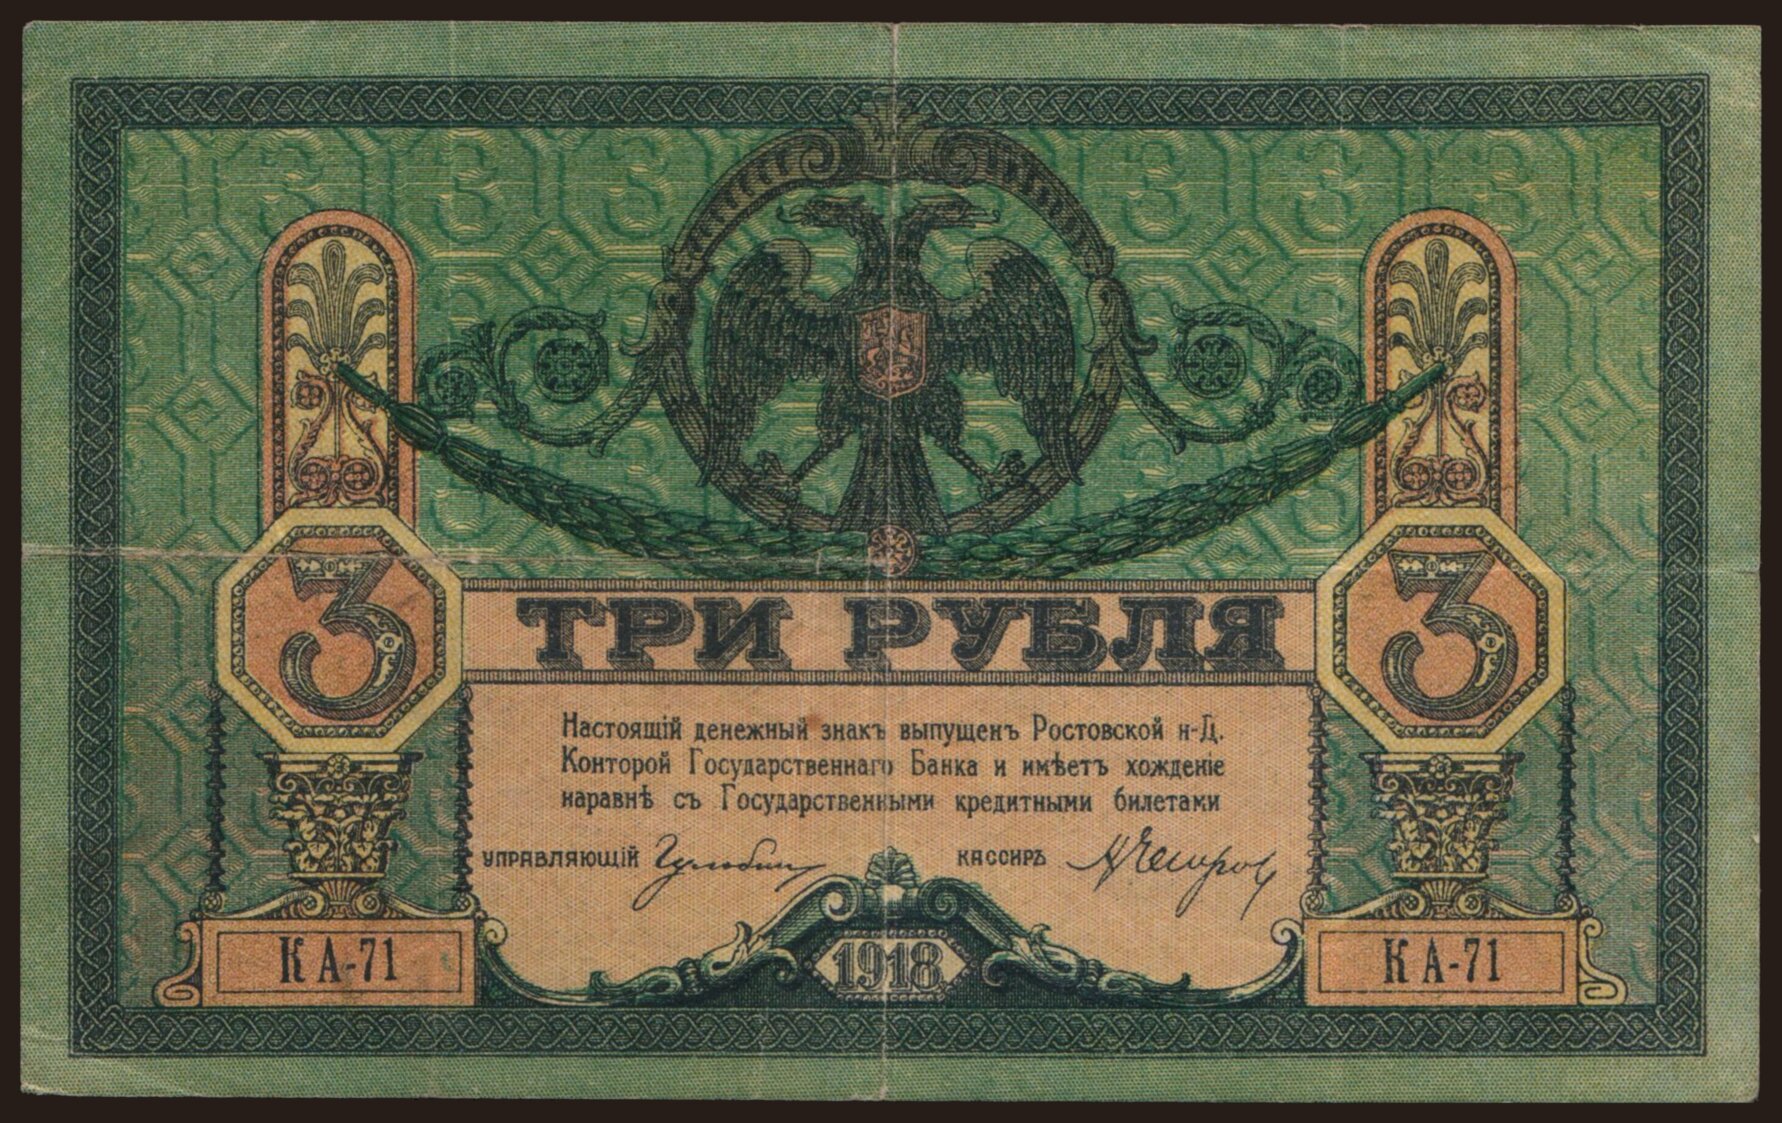 3 ТРИ РУБЛЯ 3
Настоящій денежный знакъ выпущенъ Ростовской н-Д.
Конторой Государственнаго Банка и имѣетъ хожденіе
наравнѣ съ Государственными кредитными билетами
УПРАВЛЯЮЩІЙ КАССИРЪ
КА-71 1918 КА-71